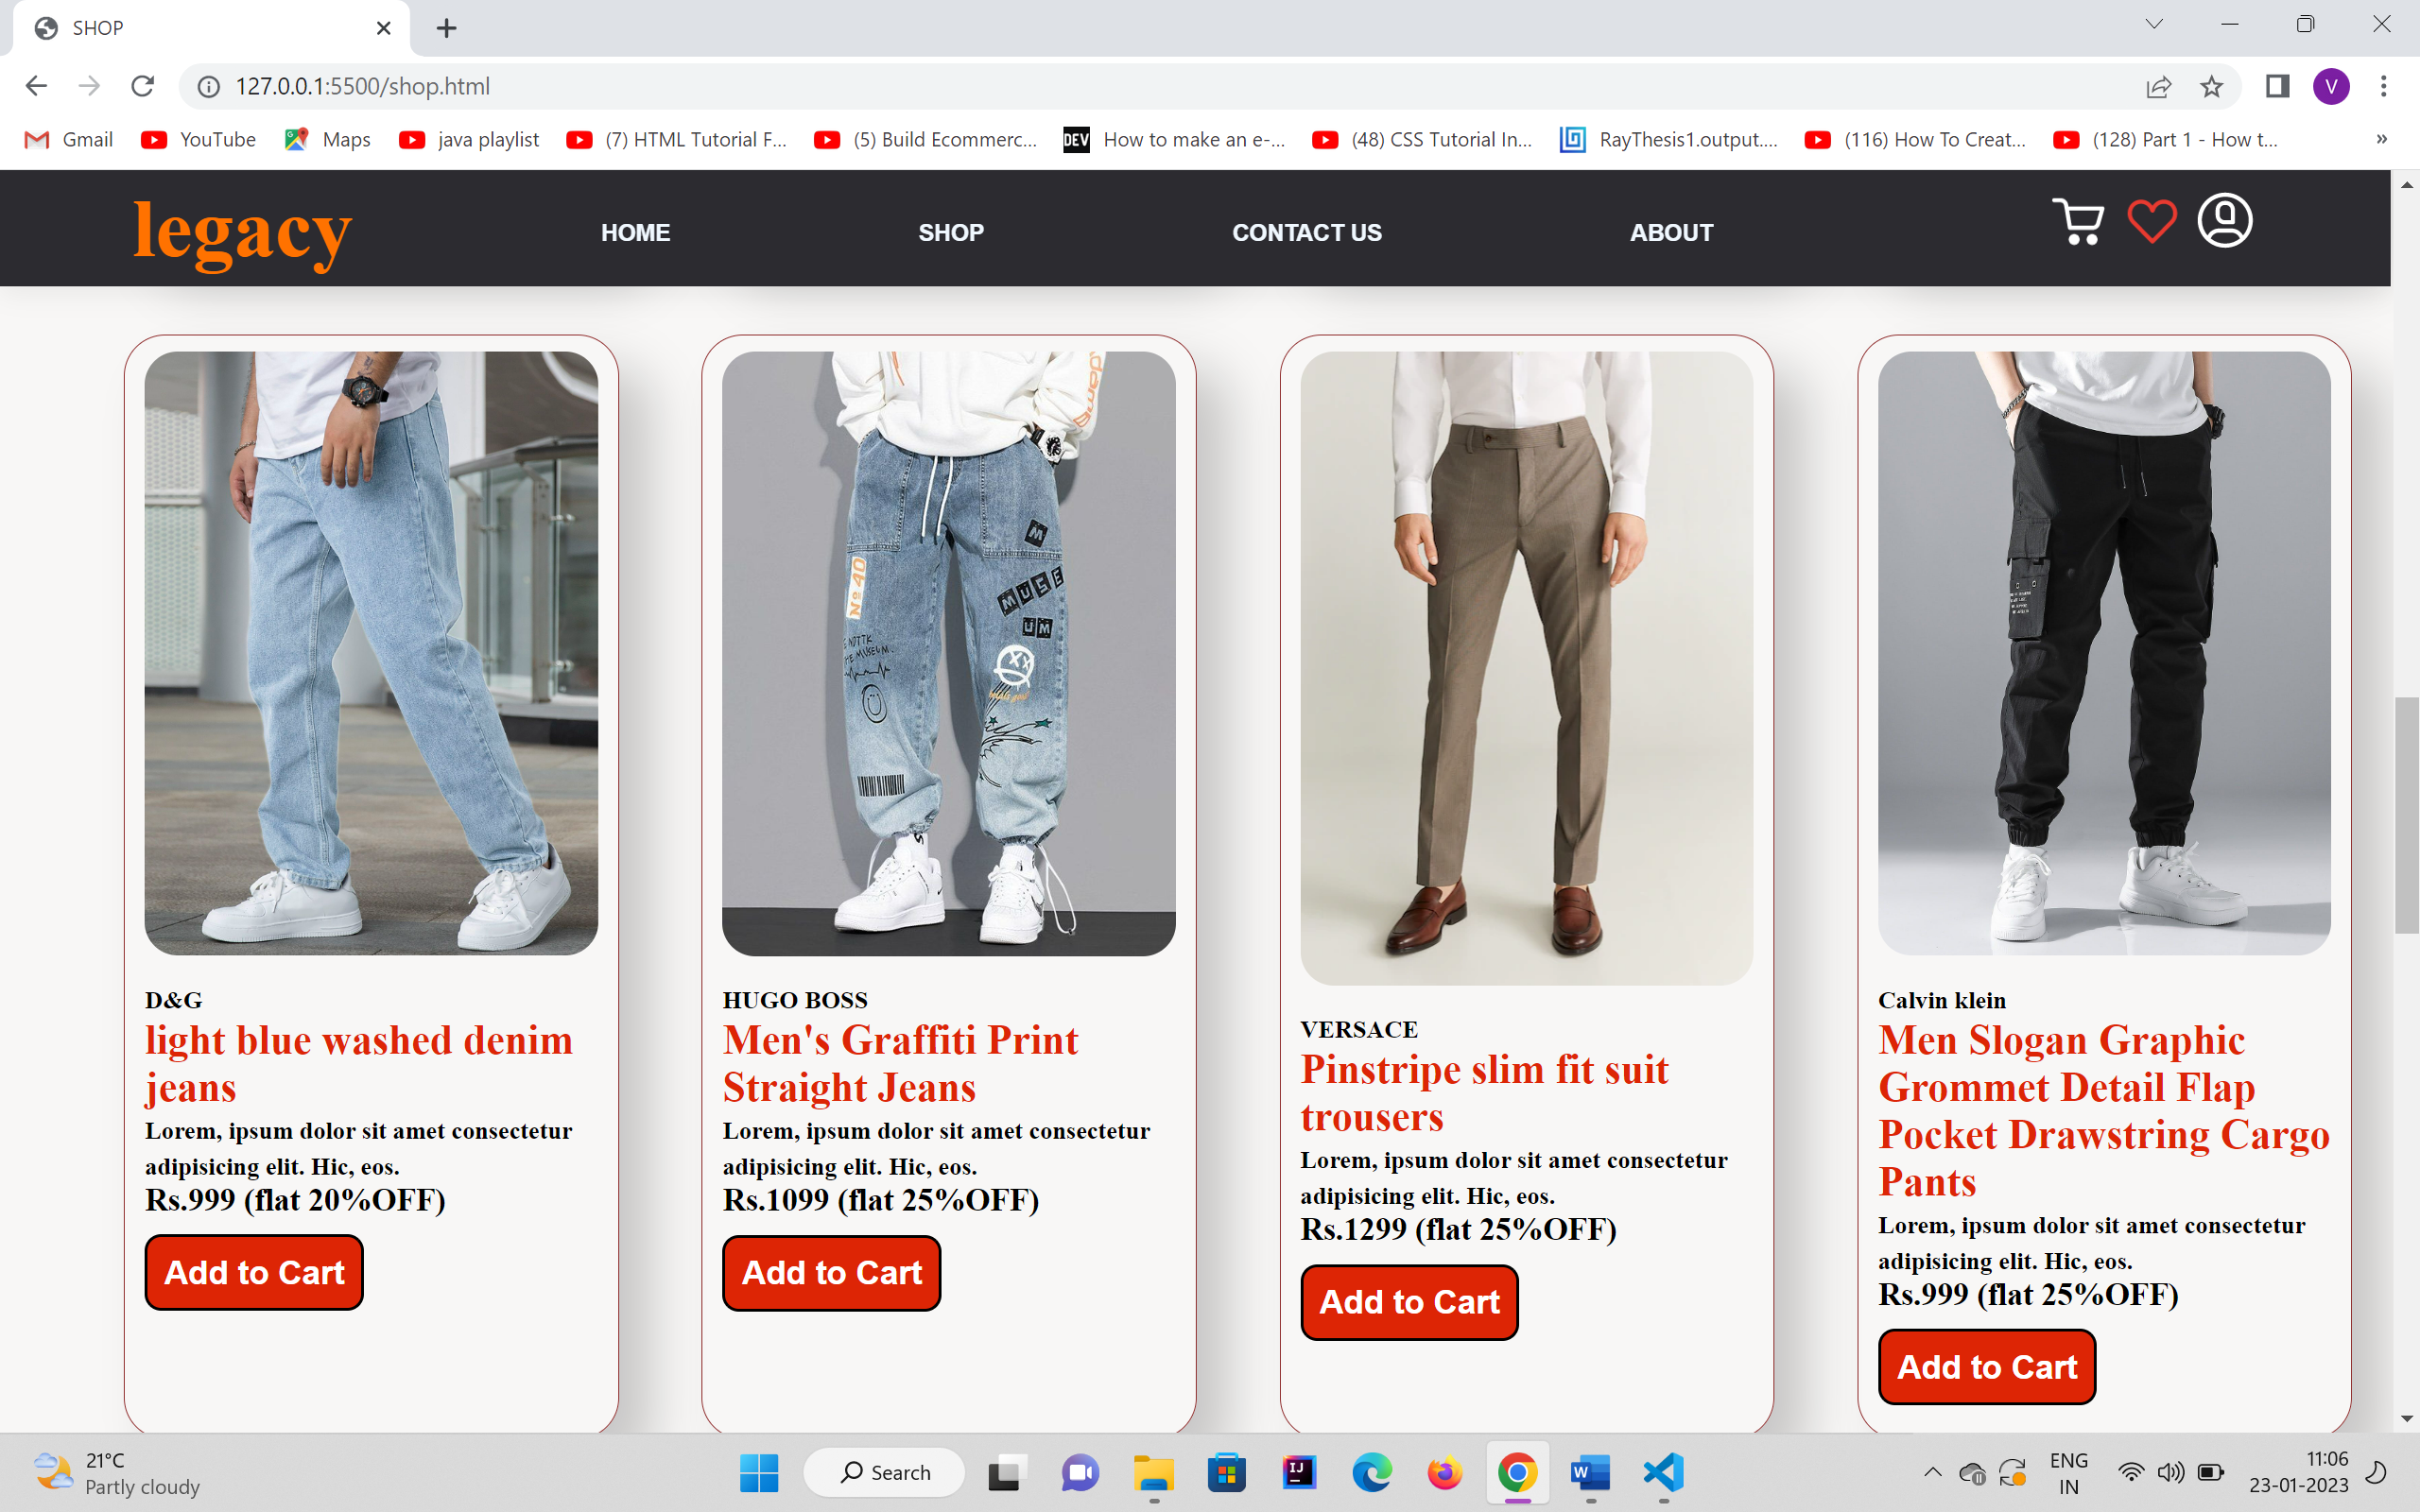 SHOP
127.0.0.1:5500/shop.html
V
Gmail YouTube Maps java playlist (7) HTML Tutorial F... (5) Build Ecommerc... DEV How to make an e-... (48) CSS Tutorial In... RayThesis1.output.... (116) How To Creat... (128) Part 1 - How t... »
legacy HOME SHOP CONTACT US ABOUT
No 40
M
MUSE
UM
D&G
light blue washed denim
jeans
Lorem, ipsum dolor sit amet consectetur
adipisicing elit. Hic, eos.
Rs.999 (flat 20%OFF)
Add to Cart
HUGO BOSS
Men's Graffiti Print
Straight Jeans
Lorem, ipsum dolor sit amet consectetur
adipisicing elit. Hic, eos.
Rs.1099 (flat 25%OFF)
Add to Cart
VERSACE
Pinstripe slim fit suit
trousers
Lorem, ipsum dolor sit amet consectetur
adipisicing elit. Hic, eos.
Rs.1299 (flat 25%OFF)
Add to Cart
Calvin klein
Men Slogan Graphic
Grommet Detail Flap
Pocket Drawstring Cargo
Pants
Lorem, ipsum dolor sit amet consectetur
adipisicing elit. Hic, eos.
Rs.999 (flat 25%OFF)
Add to Cart
21°C
Partly cloudy
Search
IJ
W
ENG
IN
11:06
23-01-2023